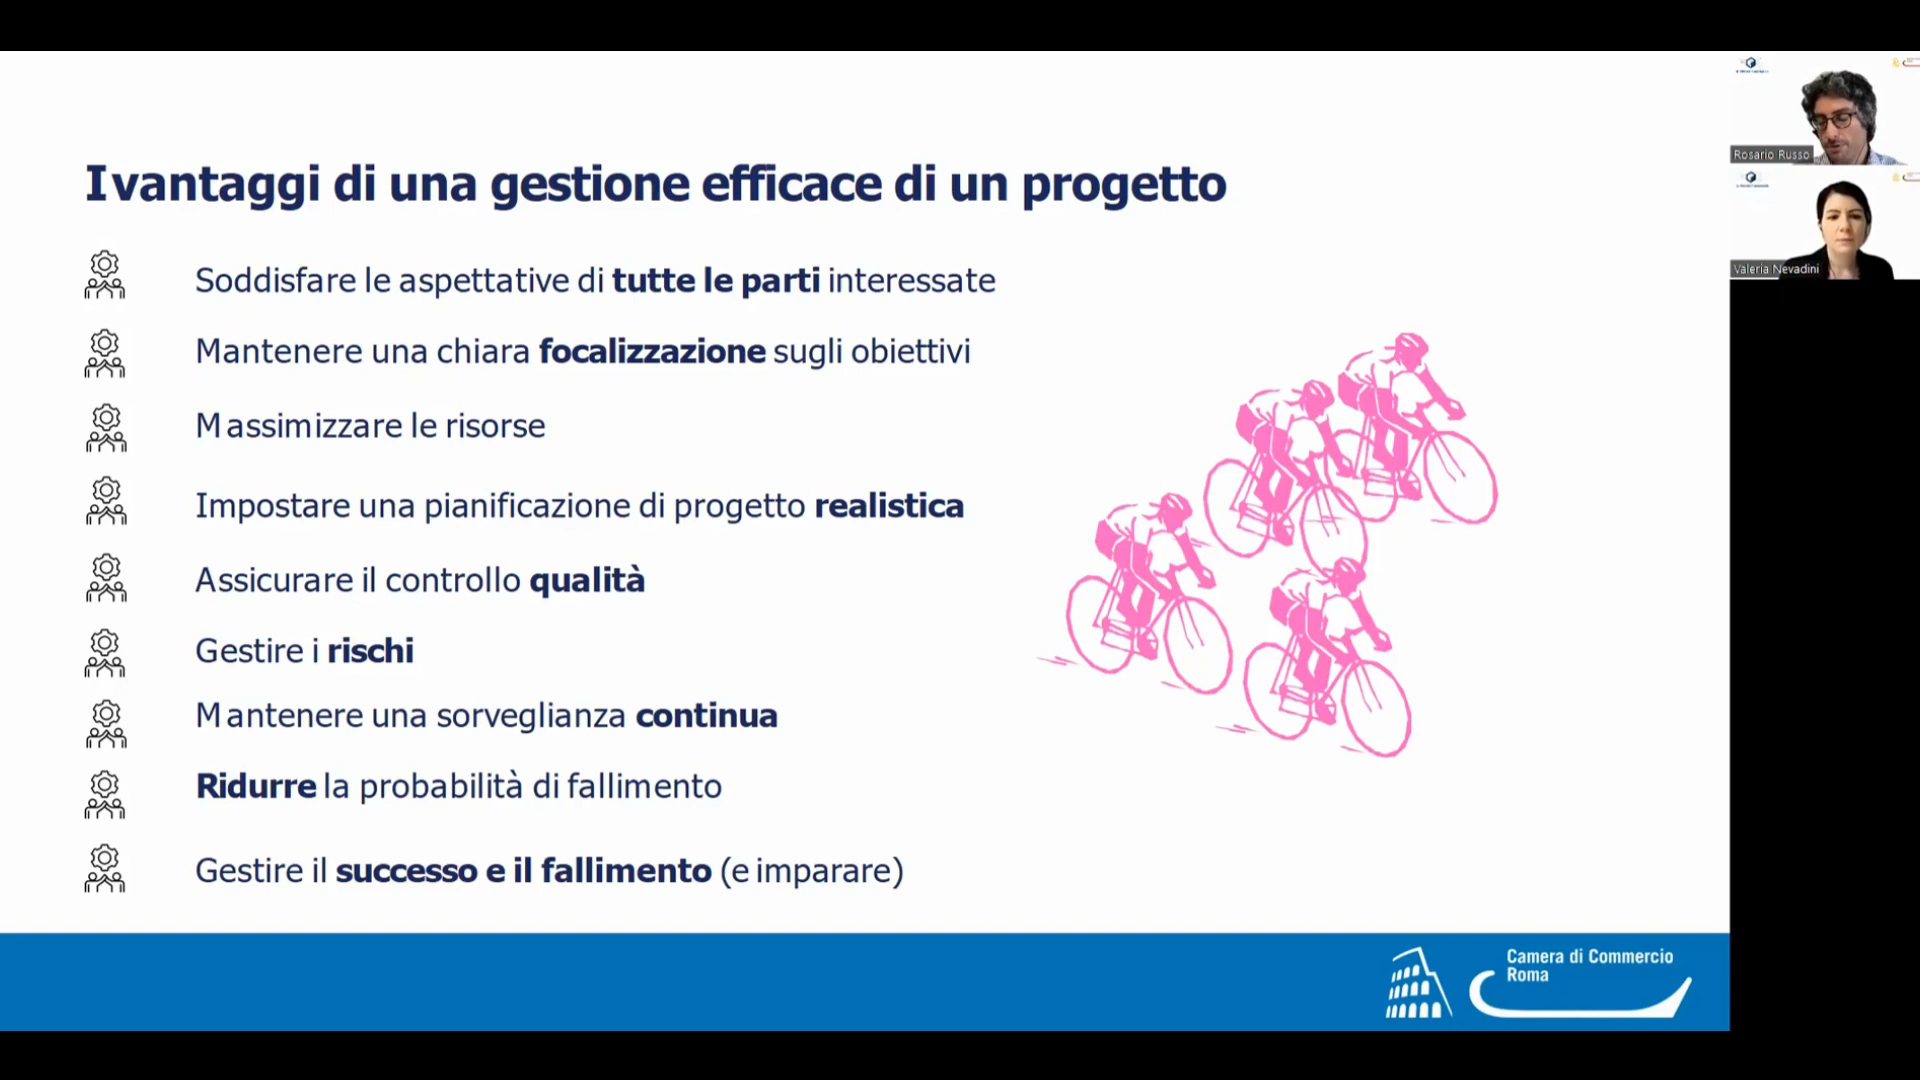 I vantaggi di una gestione efficace di un progetto
Soddisfare le aspettative di tutte le parti interessate
Mantenere una chiara focalizzazione sugli obiettivi
Massimizzare le risorse
Impostare una pianificazione di progetto realistica
Assicurare il controllo qualità
Gestire i rischi
Mantenere una sorveglianza continua
Ridurre la probabilità di fallimento
Gestire il successo e il fallimento (e imparare)
Camera di Commercio
Roma
Rosario Russo
Valeria Nevadini